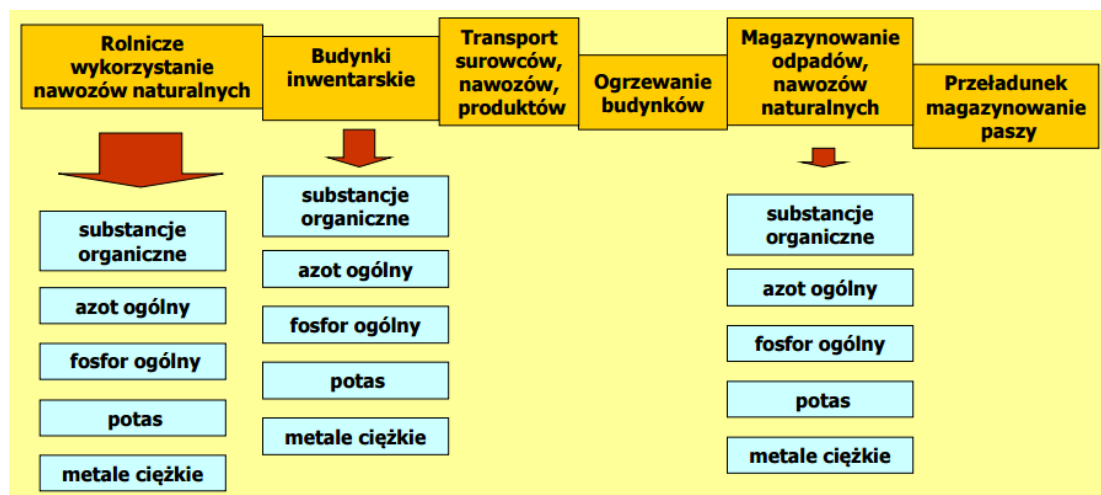 Rolnicze
wykorzystanie
nawozów naturalnych
Budynki
inwentarskie
Transport
surowców,
nawozów,
produktów
Ogrzewanie
budynków
Magazynowanie
odpadów,
nawozów
naturalnych
Przeładunek
magazynowanie
paszy
substancje
organiczne
azot ogólny
fosfor ogólny
potas
metale ciężkie
substancje
organiczne
azot ogólny
fosfor ogólny
potas
metale ciężkie
substancje
organiczne
azot ogólny
fosfor ogólny
potas
metale ciężkie